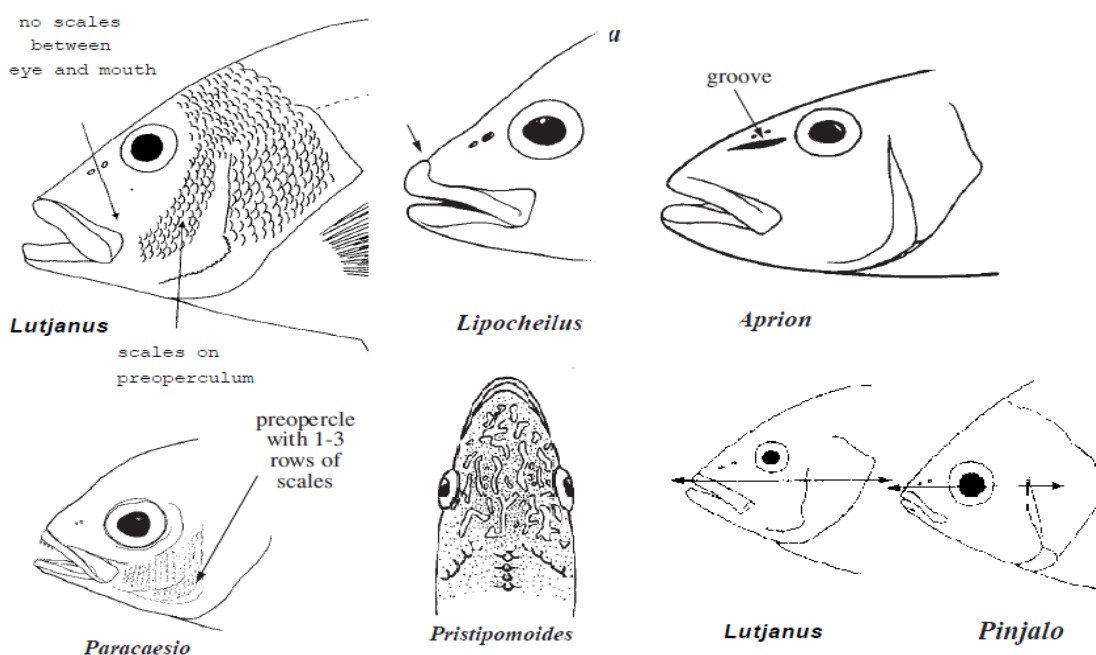 no scales
between
eye and mouth
a
groove
Lutjanus
Lipocheilus
Aprion
scales on
preoperculum
preopercle
with 1-3
rows of
scales
Paracaesio
Pristipomoides
Lutjanus
Pinjalo